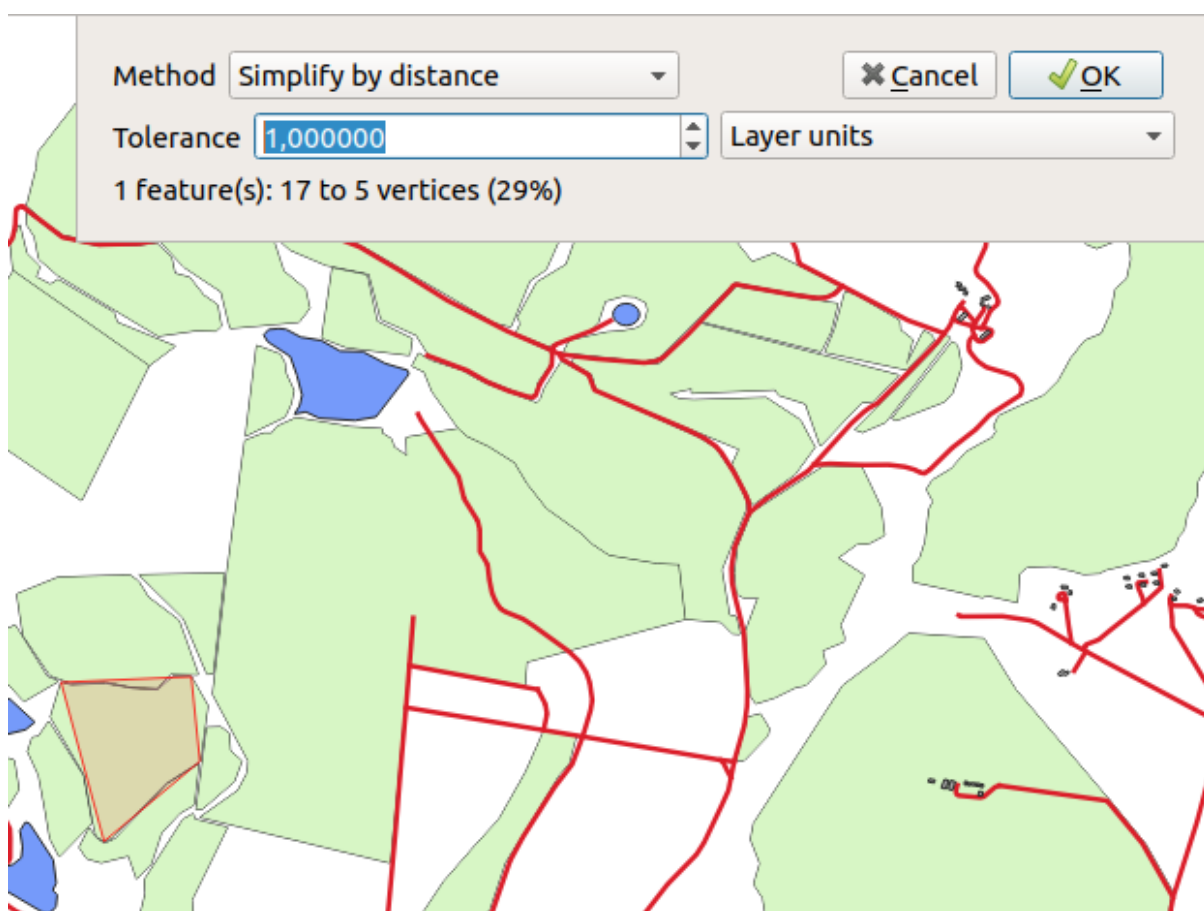 Method Simplify by distance Cancel OK
Tolerance 1,000000 Layer units
1 feature(s): 17 to 5 vertices (29%)